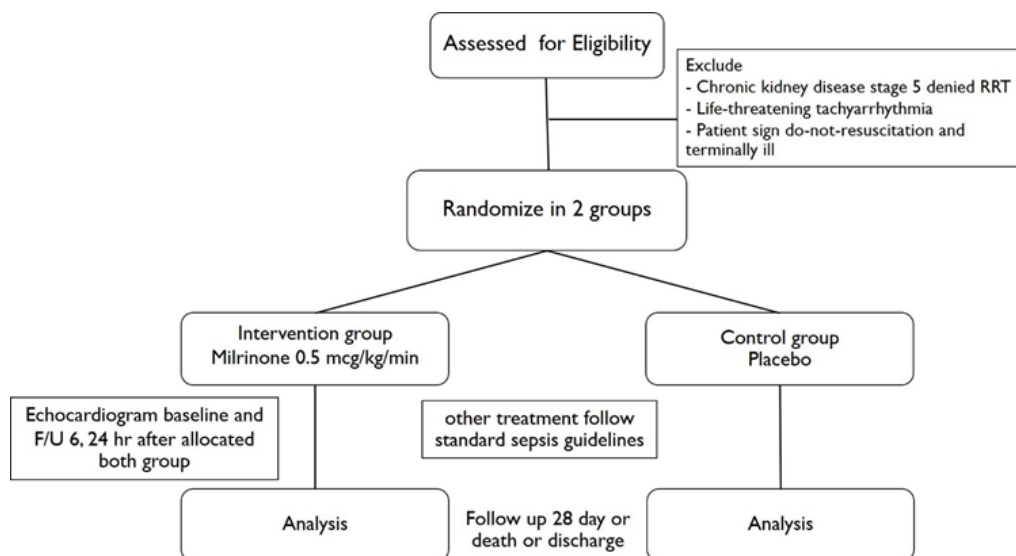 Assessed for Eligibility
Exclude
- Chronic kidney disease stage 5 denied RRT
- Life-threatening tachyarrhythmia
- Patient sign do-not-resuscitation and
terminally ill
Randomize in 2 groups
Intervention group
Milrinone 0.5 mcg/kg/min
Control group
Placebo
Echocardiogram baseline and
F/U 6, 24 hr after allocated
both group
other treatment follow
standard sepsis guidelines
Analysis
Follow up 28 day or
death or discharge
Analysis